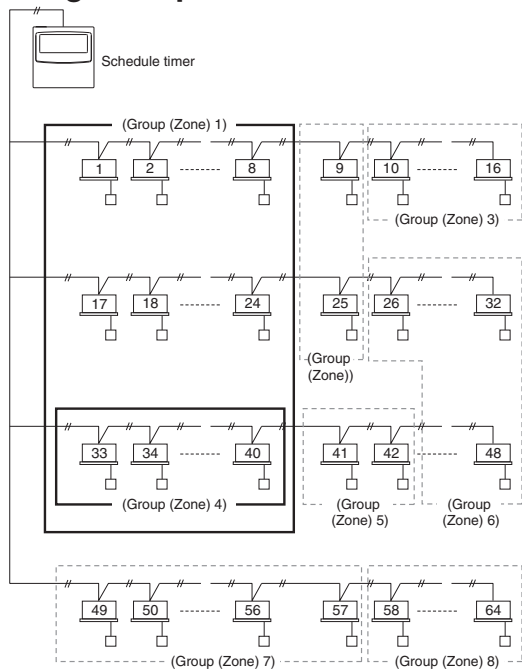 Schedule timer
(Group (Zone) 1)
1 2 8 9 10 16
(Group (Zone) 3)
17 18 24 25 26 32
(Group
(Zone))
33 34 40 41 42 48
(Group (Zone) 4)
(Group
(Zone) 5)
(Group
(Zone) 6)
49 50 56 57 58 64
(Group (Zone) 7)
(Group (Zone) 8)